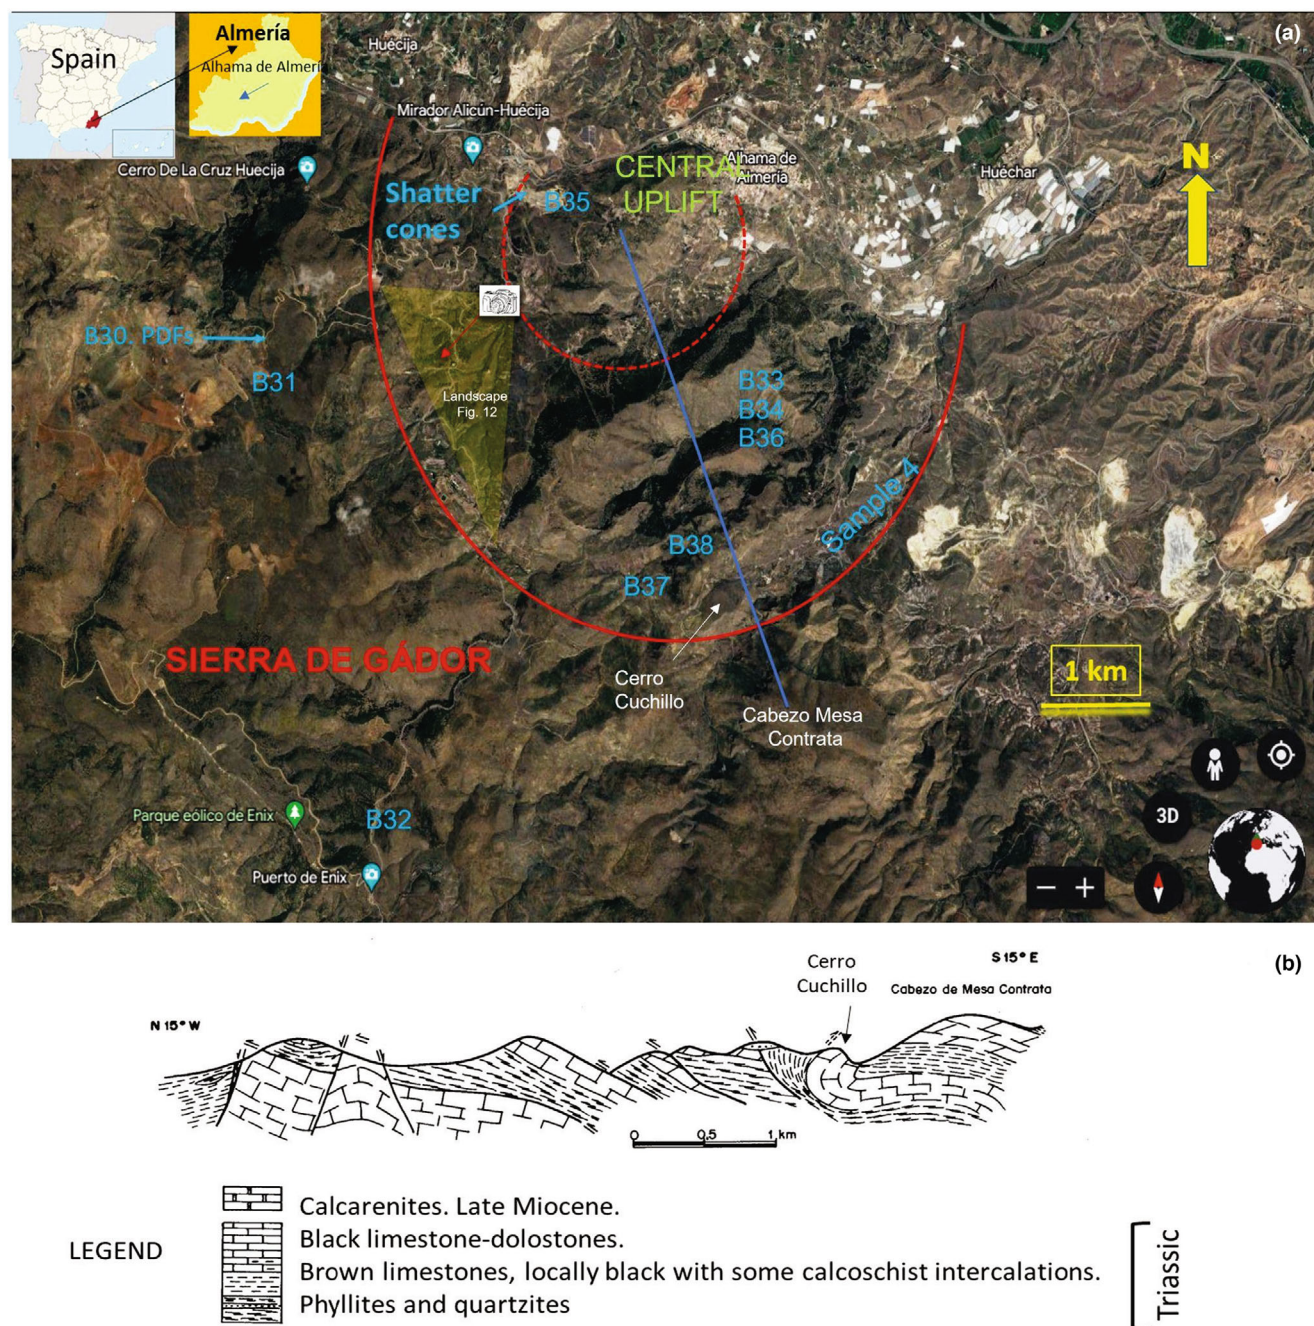 (a)
Spain
Almería
Alhama de Almería
Huécija
Mirador Alicún-Huécija
Cerro De La Cruz Huecija
Shatter
cones
B35
CENTRAL
UPLIFT
Alhama de
Almería
Huéchar
N
B30. PDFs
B31
Landscape
Fig. 12
B33
B34
B36
Sample 4
B38
B37
SIERRA DE GÁDOR
Cerro
Cuchillo
Cabezo Mesa
Contrata
1 km
Parque eólico de Enix
B32
Puerto de Enix
3D
(b)
N 15° W
Cerro
Cuchillo
S 15° E
Cabezo de Mesa Contrata
0 0,5 1 km
LEGEND
Calcarenites. Late Miocene.
Black limestone-dolostones.
Brown limestones, locally black with some calcoschist intercalations.
Phyllites and quartzites
Triassic